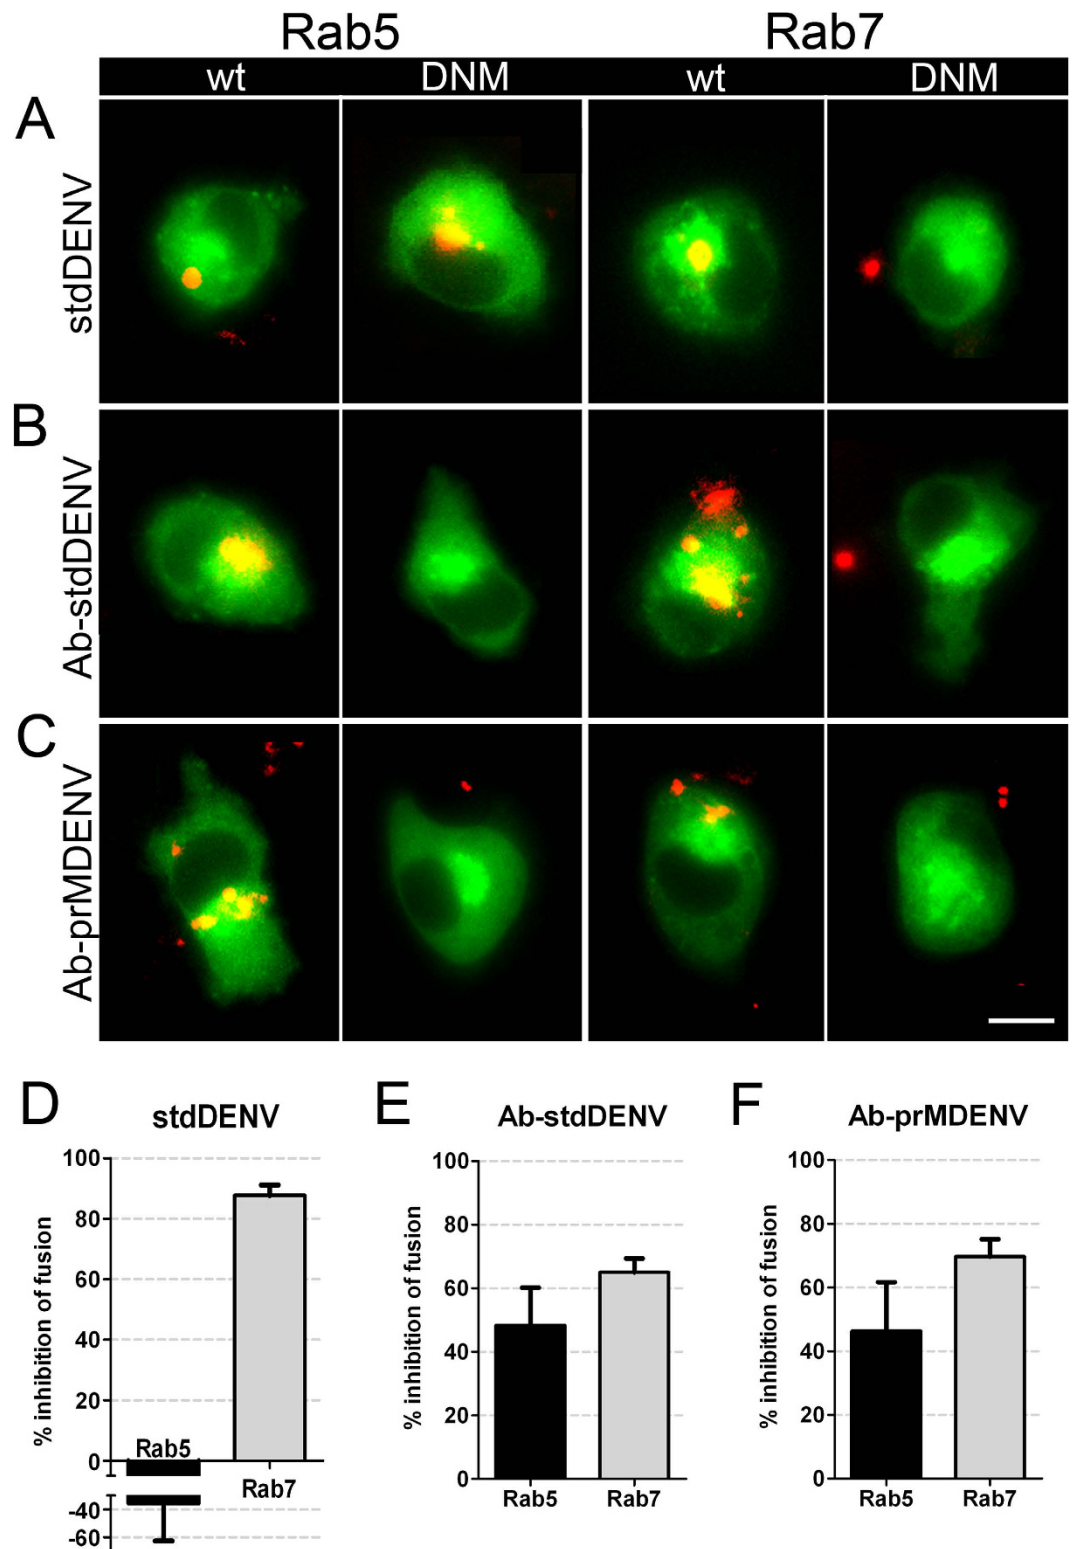 Rab5 Rab7
wt DNM wt DNM
A
stdDENV
B
Ab-stdDENV
C
Ab-prMDENV
D
stdDENV
100
80
60
40
20
0
-40
-60
% inhibition of fusion
Rab5
Rab7
E
Ab-stdDENV
100
80
60
40
20
0
% inhibition of fusion
Rab5 Rab7
F
Ab-prMDENV
100
80
60
40
20
0
% inhibition of fusion
Rab5 Rab7